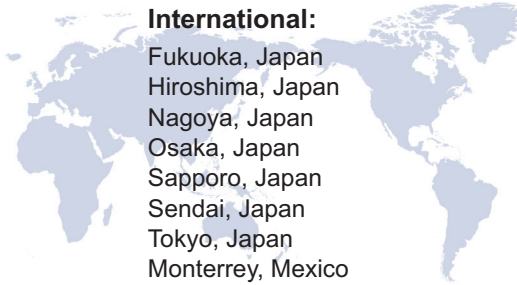 International:
Fukuoka, Japan
Hiroshima, Japan
Nagoya, Japan
Osaka, Japan
Sapporo, Japan
Sendai, Japan
Tokyo, Japan
Monterrey, Mexico